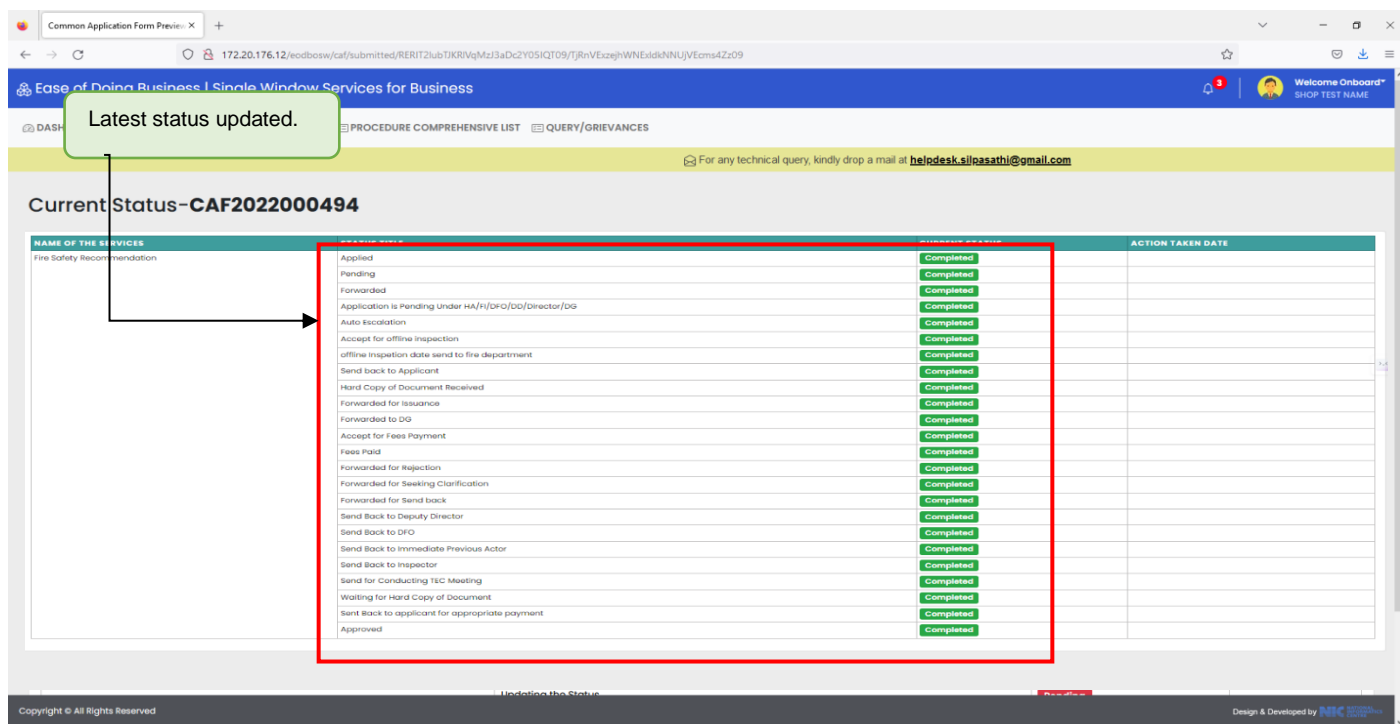 Common Application Form Preview
172.20.176.12/eodbosw/caf/submitted/
Ease of Doing Business | Single Window Services for Business
3
Welcome Onboard
SHOP TEST NAME
Latest status updated.
DASH
PROCEDURE COMPREHENSIVE LIST QUERY/GRIEVANCES
For any technical query, kindly drop a mail at helpdesk.silpasathi@gmail.com
Current Status-CAF2022000494
NAME OF THE SERVICES STATUS TITLE CURRENT STATUS ACTION TAKEN DATE
Fire Safety Recommendation Applied Completed
Pending Completed
Forwarded Completed
Application is Pending Under HA/FI/DFO/DD/Director/DG Completed
Auto Escalation Completed
Accept for offline inspection Completed
offline Inspetion date send to fire department Completed
Send back to Applicant Completed
Hard Copy of Document Received Completed
Forwarded for Issuance Completed
Forwarded to DG Completed
Accept for Fees Payment Completed
Fees Paid Completed
Forwarded for Rejection Completed
Forwarded for Seeking Clarification Completed
Forwarded for Send back Completed
Send Back to Deputy Director Completed
Send Back to DFO Completed
Send Back to Immediate Previous Actor Completed
Send Back to Inspector Completed
Send for Conducting TEC Meeting Completed
Waiting for Hard Copy of Document Completed
Sent Back to applicant for appropriate payment Completed
Approved Completed
Updating the Status Pending
Copyright © All Rights Reserved
Design & Developed by NIC